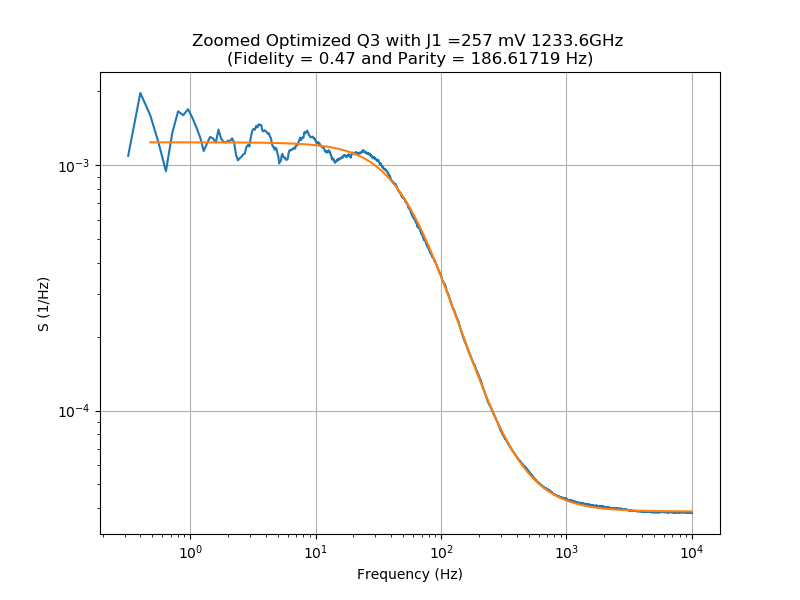 Zoomed Optimized Q3 with J1 =257 mV 1233.6GHz
(Fidelity = 0.47 and Parity = 186.61719 Hz)
S (1/Hz)
10⁻³
10⁻⁴
10⁰ 10¹ 10² 10³ 10⁴
Frequency (Hz)